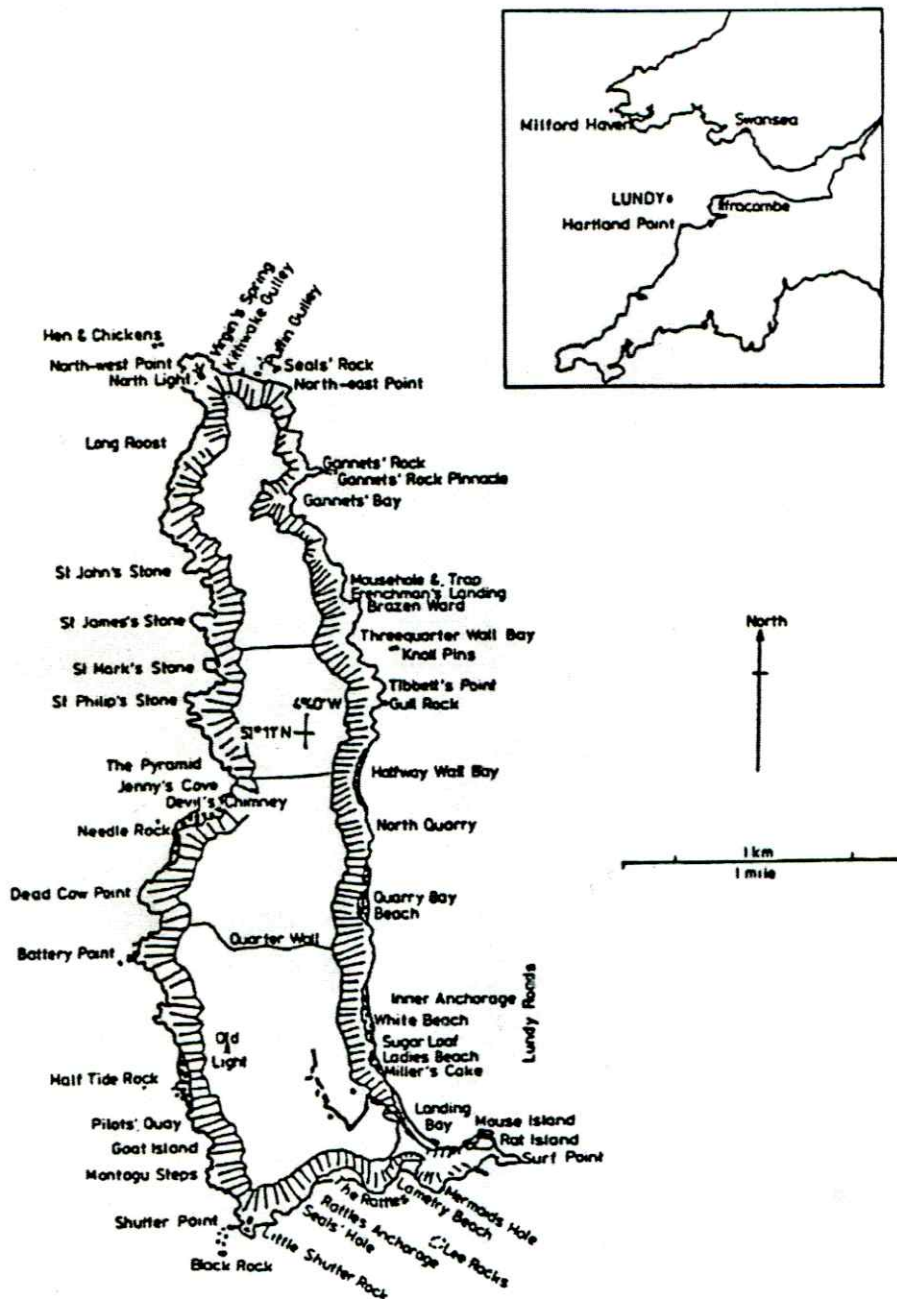 Milford Haven
Swansea
LUNDY
Ilfracombe
Hartland Point
Virgin's Spring
Kittiwake Gulley
Puffin Gulley
Hen & Chickens
North-west Point
North Light
Seals' Rock
North-east Point
Long Roost
Gannets' Rock
Gannets' Rock Pinnacle
Gannets' Bay
St John's Stone
Mousehole & Trap
Frenchman's Landing
Brazen Ward
St James's Stone
Threequarter Wall Bay
Knoll Pins
St Mark's Stone
St Philip's Stone
Tibbett's Point
Gull Rock
4°40'W
51°11'N
North
The Pyramid
Jenny's Cove
Devil's Chimney
Needle Rock
Halfway Wall Bay
North Quarry
1 km
1 mile
Dead Cow Point
Quarry Bay
Beach
Battery Point
Quarter Wall
Inner Anchorage
White Beach
Lundy Roads
Old
Light
Sugar Loaf
Ladies Beach
Miller's Cake
Half Tide Rock
Pilots' Quay
Goat Island
Montagu Steps
Landing
Bay
Mouse Island
Rat Island
Surf Point
Shutter Point
Black Rock
Little Shutter Rock
Seals' Hole
Rattles Anchorage
The Rattles
Lametry Beach
Mermaids Hole
Lee Rocks